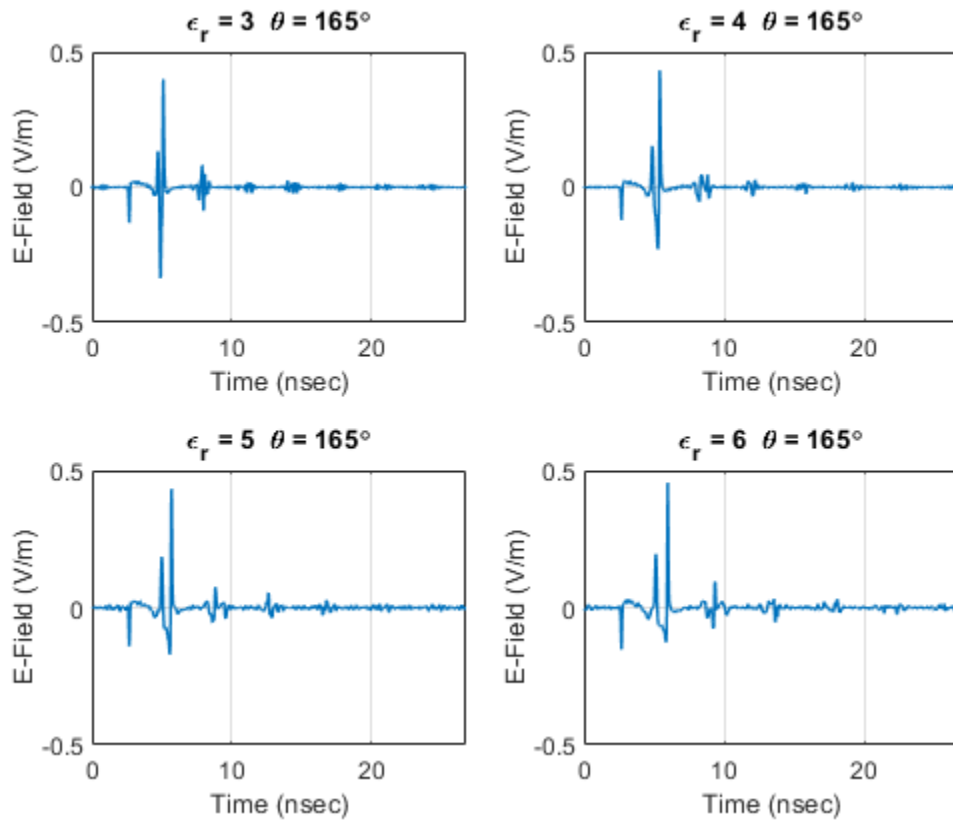 ϵr = 3 θ = 165°
0.5
0
-0.5
E-Field (V/m)
0 10 20
Time (nsec)
ϵr = 4 θ = 165°
0.5
0
-0.5
E-Field (V/m)
0 10 20
Time (nsec)
ϵr = 5 θ = 165°
0.5
0
-0.5
E-Field (V/m)
0 10 20
Time (nsec)
ϵr = 6 θ = 165°
0.5
0
-0.5
E-Field (V/m)
0 10 20
Time (nsec)